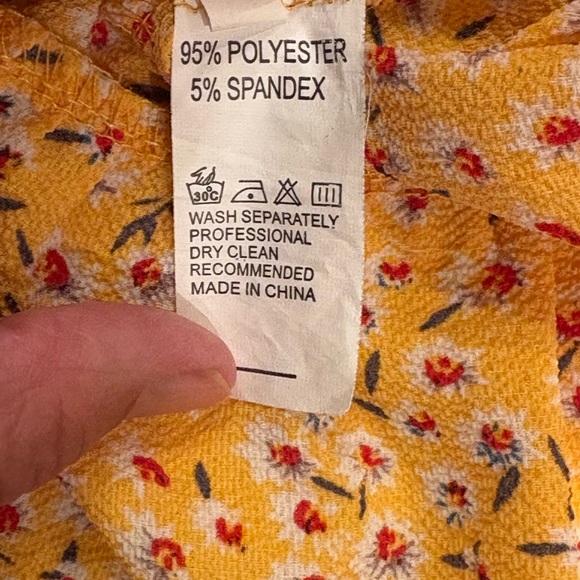 95% POLYESTER
5% SPANDEX
30°C
WASH SEPARATELY
PROFESSIONAL
DRY CLEAN
RECOMMENDED
MADE IN CHINA